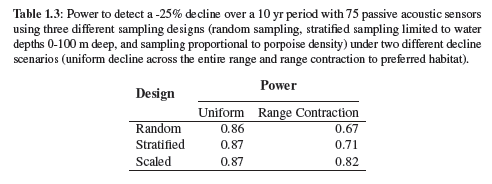 Table 1.3: Power to detect a -25% decline over a 10 yr period with 75 passive acoustic sensors
using three different sampling designs (random sampling, stratified sampling limited to water
depths 0-100 m deep, and sampling proportional to porpoise density) under two different decline
scenarios (uniform decline across the entire range and range contraction to preferred habitat).
Design Power
Uniform Range Contraction
Random 0.86 0.67
Stratified 0.87 0.71
Scaled 0.87 0.82